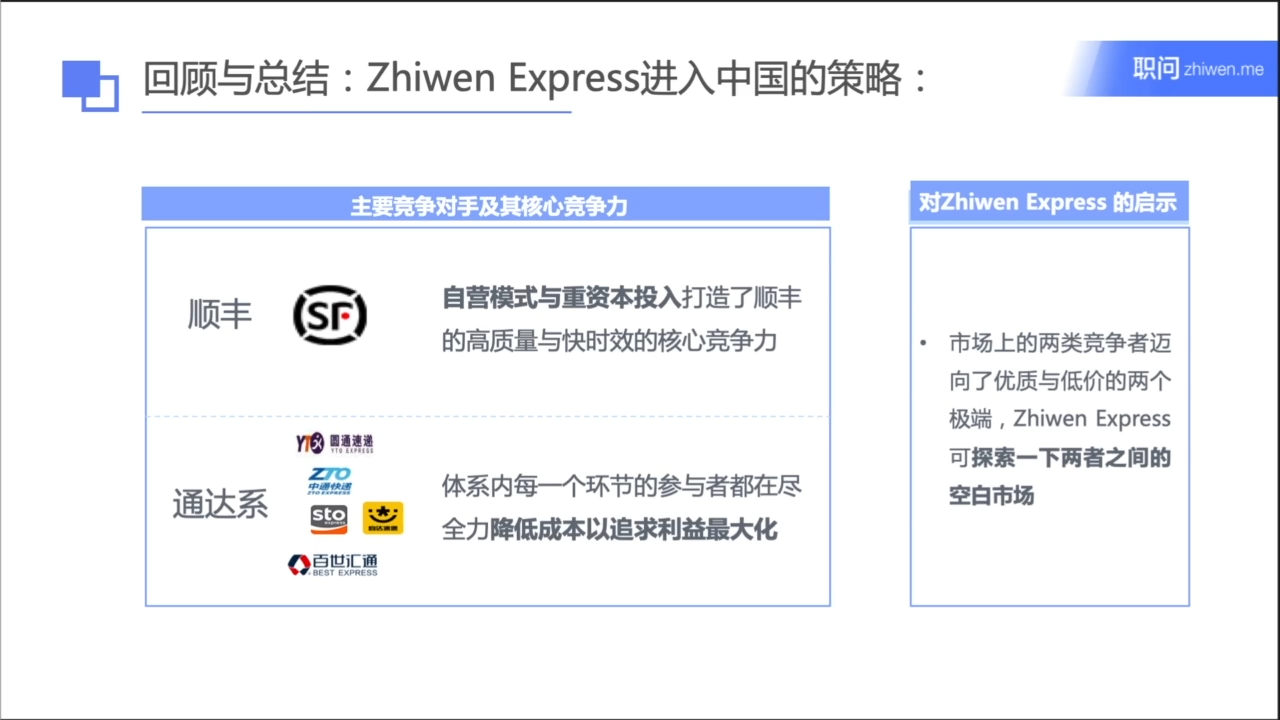 回顾与总结：Zhiwen Express进入中国的策略：
职问 zhiwen.me
主要竞争对手及其核心竞争力
顺丰
SF
自营模式与重资本投入打造了顺丰
的高质量与快时效的核心竞争力
通达系
YTO 圆通速递
YTO EXPRESS
ZTO
中通快递
ZTO EXPRESS
sto
express
韵达速递
百世汇通
BEST EXPRESS
体系内每一个环节的参与者都在尽
全力降低成本以追求利益最大化
对Zhiwen Express 的启示
• 市场上的两类竞争者迈
向了优质与低价的两个
极端，Zhiwen Express
可探索一下两者之间的
空白市场